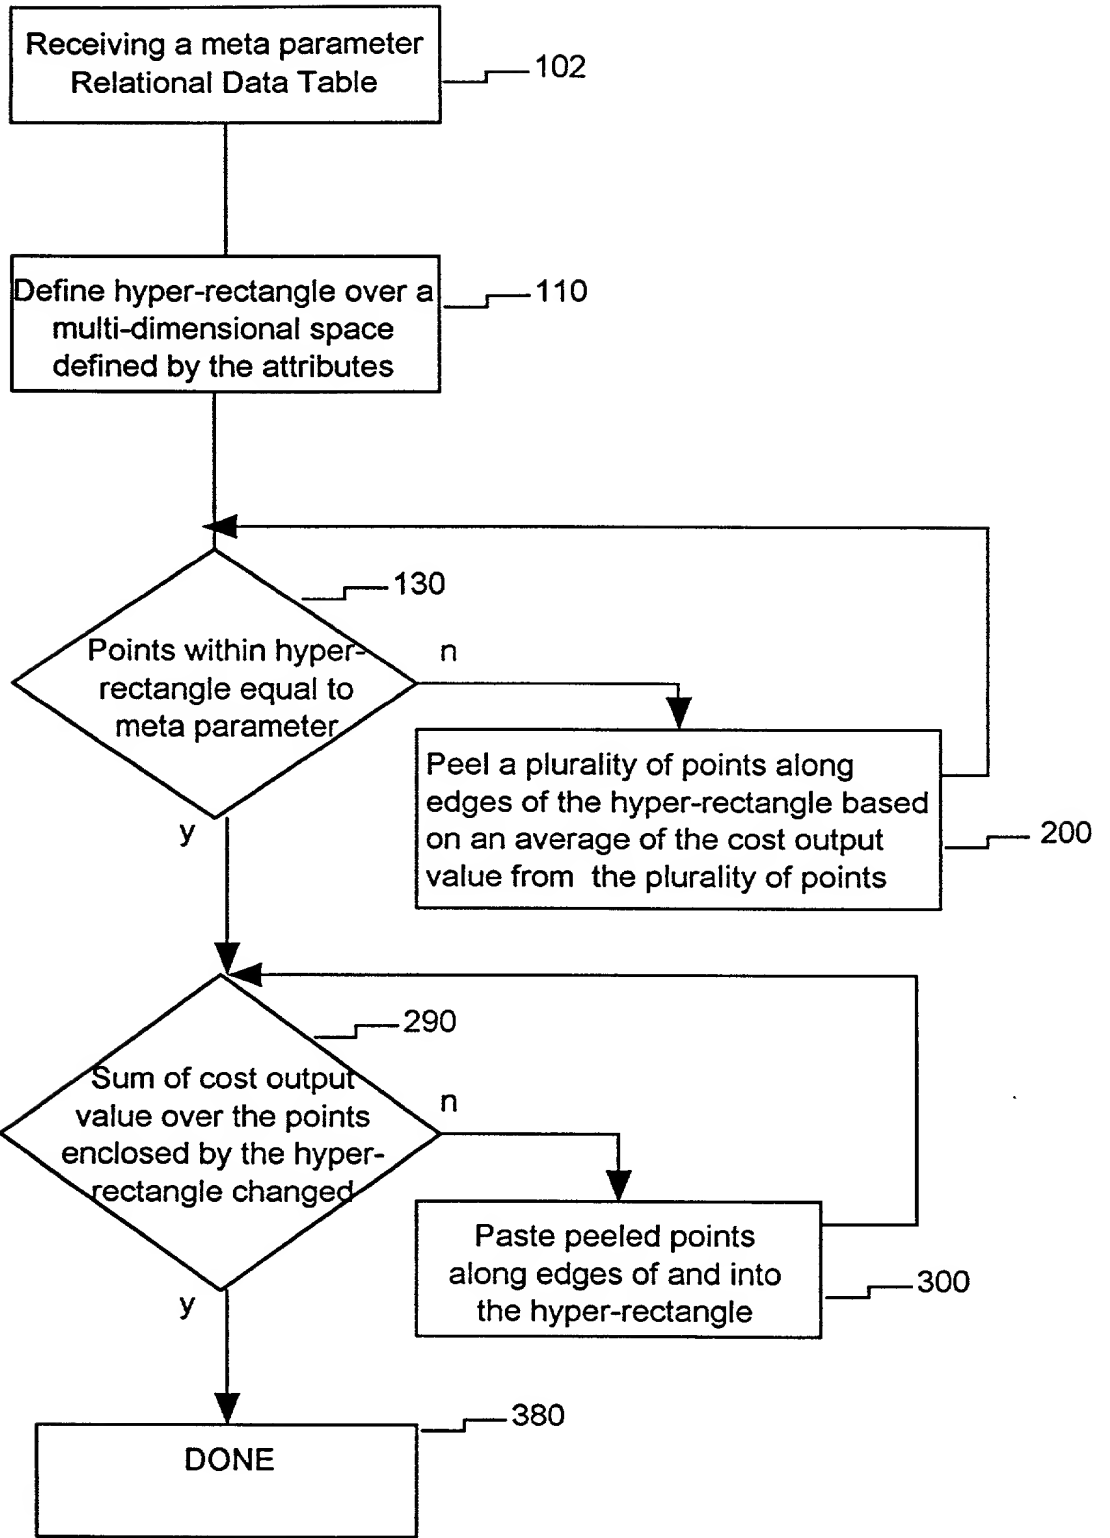 Receiving a meta parameter
Relational Data Table
102
Define hyper-rectangle over a
multi-dimensional space
defined by the attributes
110
130
Points within hyper-
rectangle equal to
meta parameter
n
y
Peel a plurality of points along
edges of the hyper-rectangle based
on an average of the cost output
value from the plurality of points
200
290
Sum of cost output
value over the points
enclosed by the hyper-
rectangle changed
n
y
Paste peeled points
along edges of and into
the hyper-rectangle
300
380
DONE